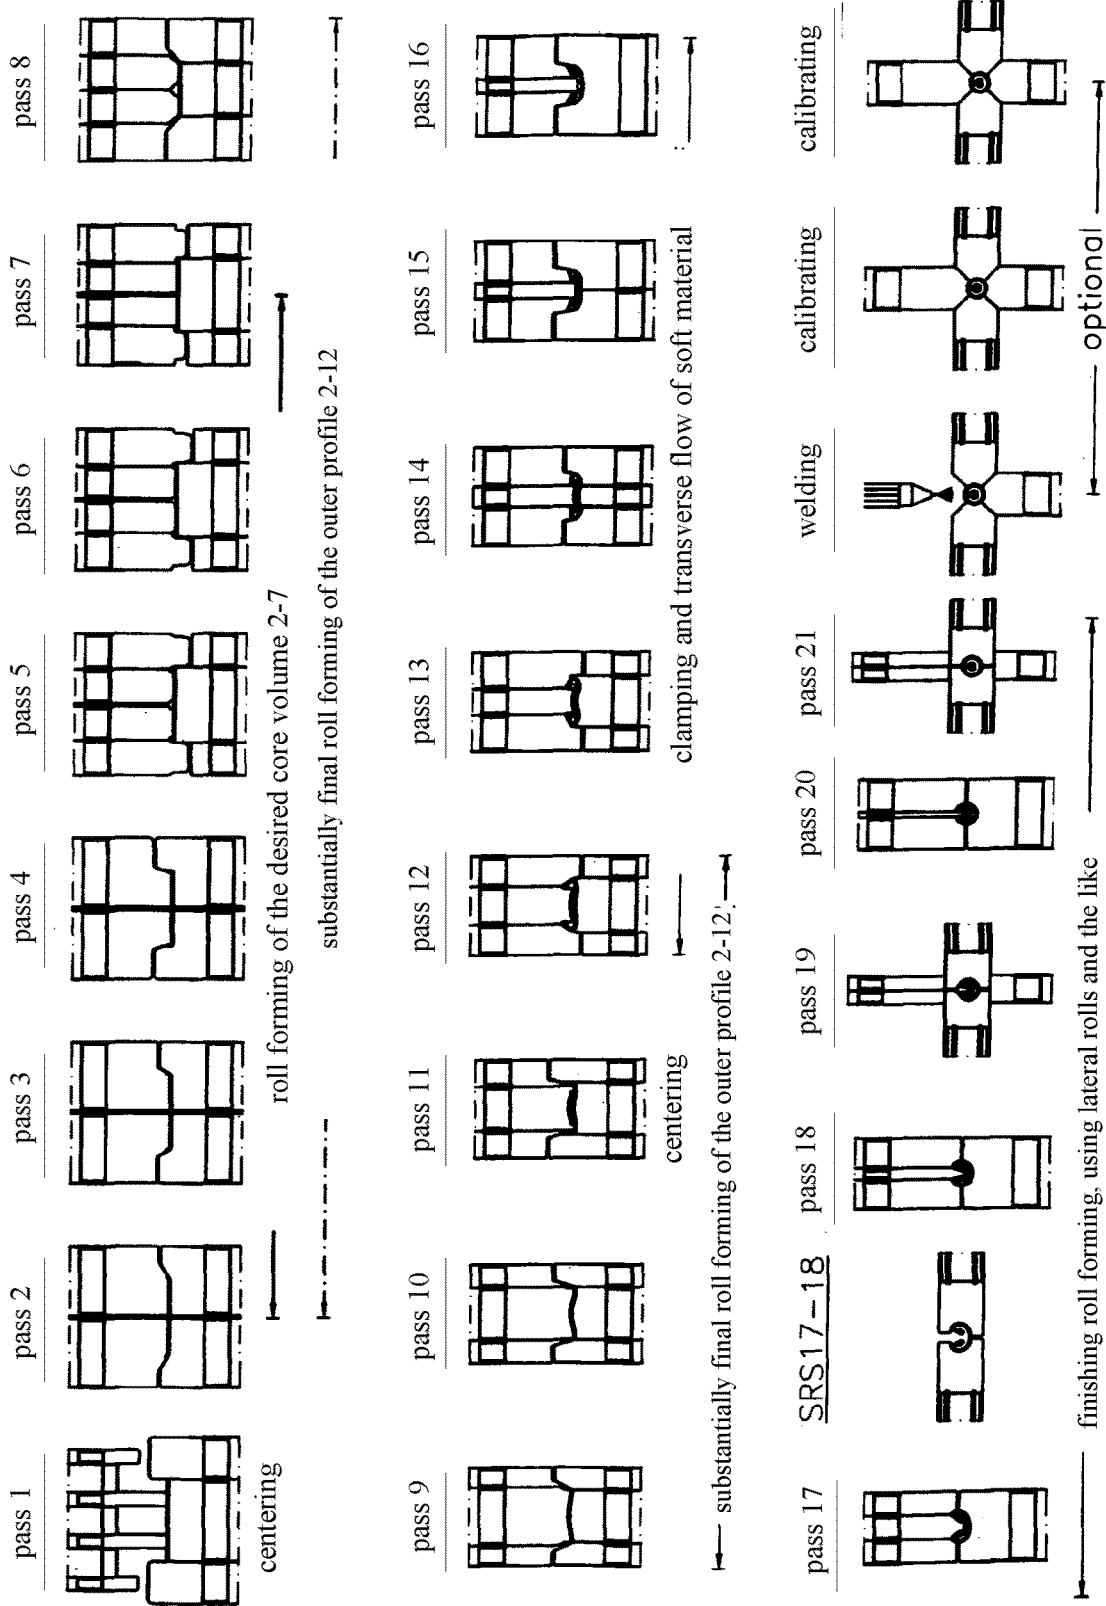 pass 1
pass 2
pass 3
pass 4
pass 5
pass 6
pass 7
pass 8
centering
roll forming of the desired core volume 2-7
substantially final roll forming of the outer profile 2-12
pass 9
pass 10
pass 11
pass 12
pass 13
pass 14
pass 15
pass 16
centering
clamping and transverse flow of soft material
substantially final roll forming of the outer profile 2-12
pass 17
SRS17-18
pass 18
pass 19
pass 20
pass 21
welding
calibrating
calibrating
finishing roll forming, using lateral rolls and the like
optional